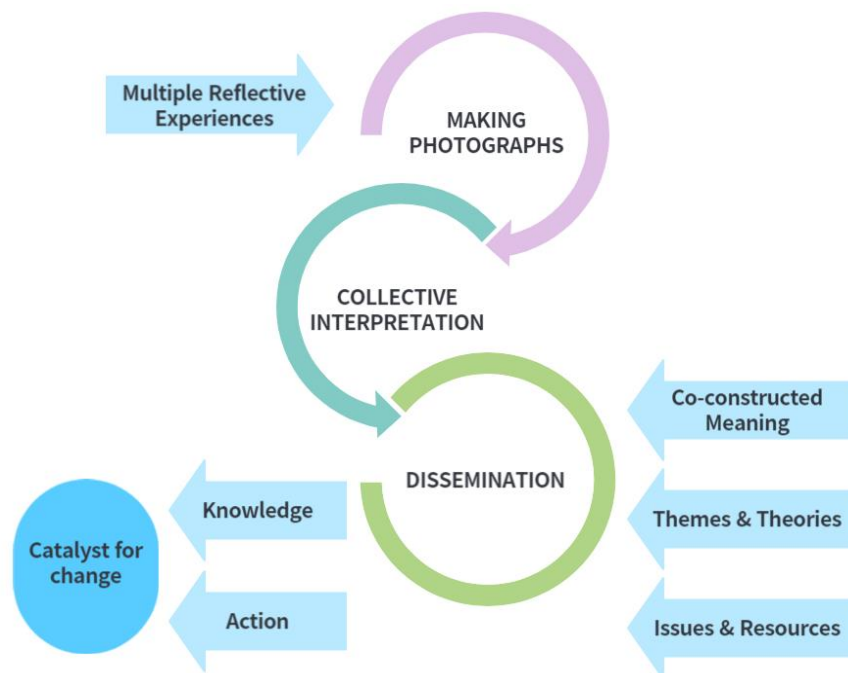 Multiple Reflective
Experiences
MAKING
PHOTOGRAPHS
COLLECTIVE
INTERPRETATION
Co-constructed
Meaning
DISSEMINATION
Knowledge
Themes & Theories
Catalyst for
change
Action
Issues & Resources